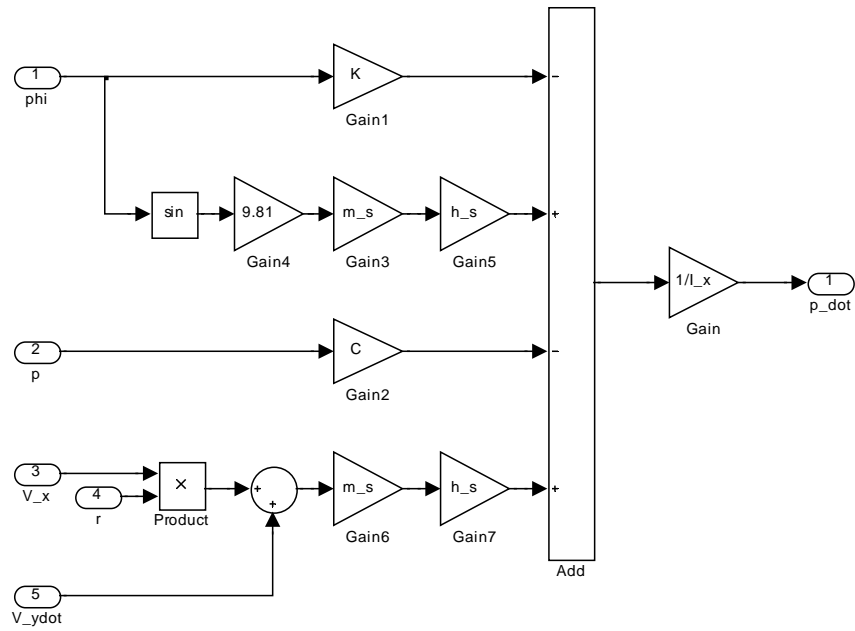 1
phi
K
Gain1
−
sin
9.81
Gain4
m_s
Gain3
h_s
Gain5
+
1/I_x
Gain
1
p_dot
2
p
C
Gain2
−
3
V_x
4
r
×
Product
+
+
m_s
Gain6
h_s
Gain7
+
Add
5
V_ydot